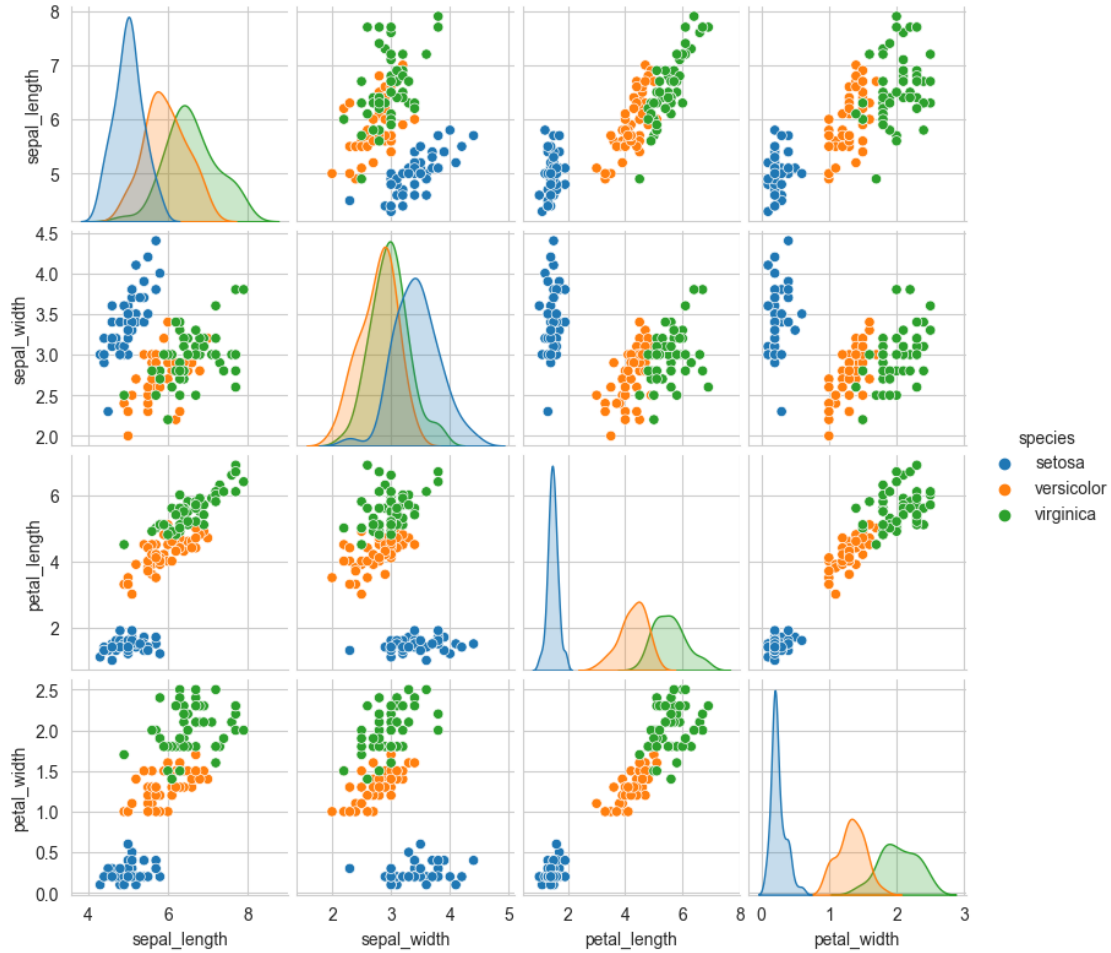 8
7
6
5
sepal_length
4.5
4.0
3.5
3.0
2.5
2.0
sepal_width
species
setosa
versicolor
virginica
6
4
2
petal_length
2.5
2.0
1.5
1.0
0.5
0.0
petal_width
4 6 8
sepal_length
2 3 4 5
sepal_width
2 4 6 8
petal_length
0 1 2 3
petal_width